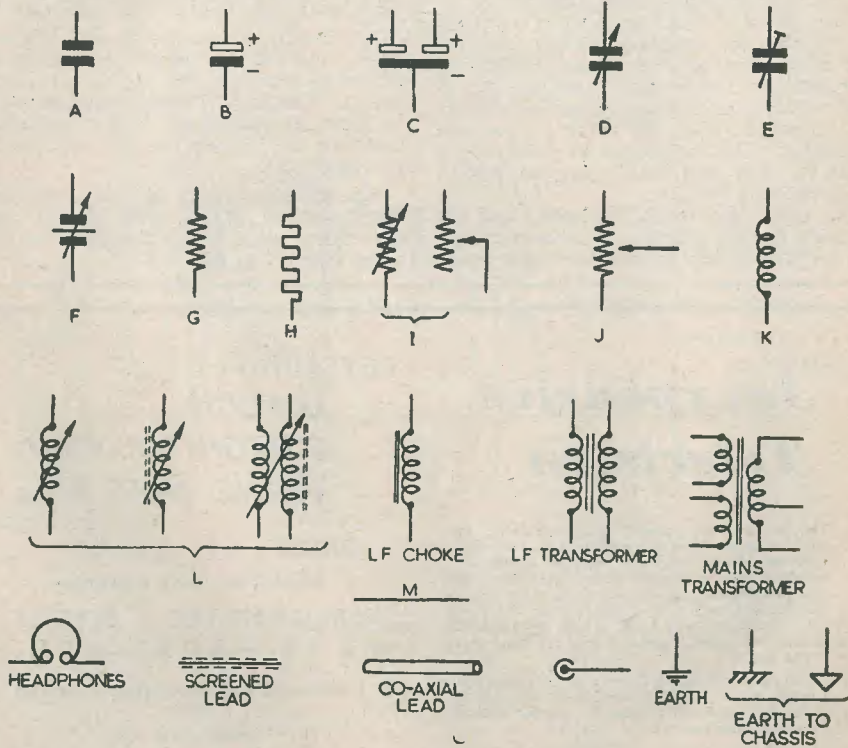 +
+ +
− −
A B C D E
F G H I J K
L
LF CHOKE
LF TRANSFORMER
MAINS
TRANSFORMER
M
HEADPHONES
SCREENED
LEAD
CO-AXIAL
LEAD
EARTH
EARTH TO
CHASSIS